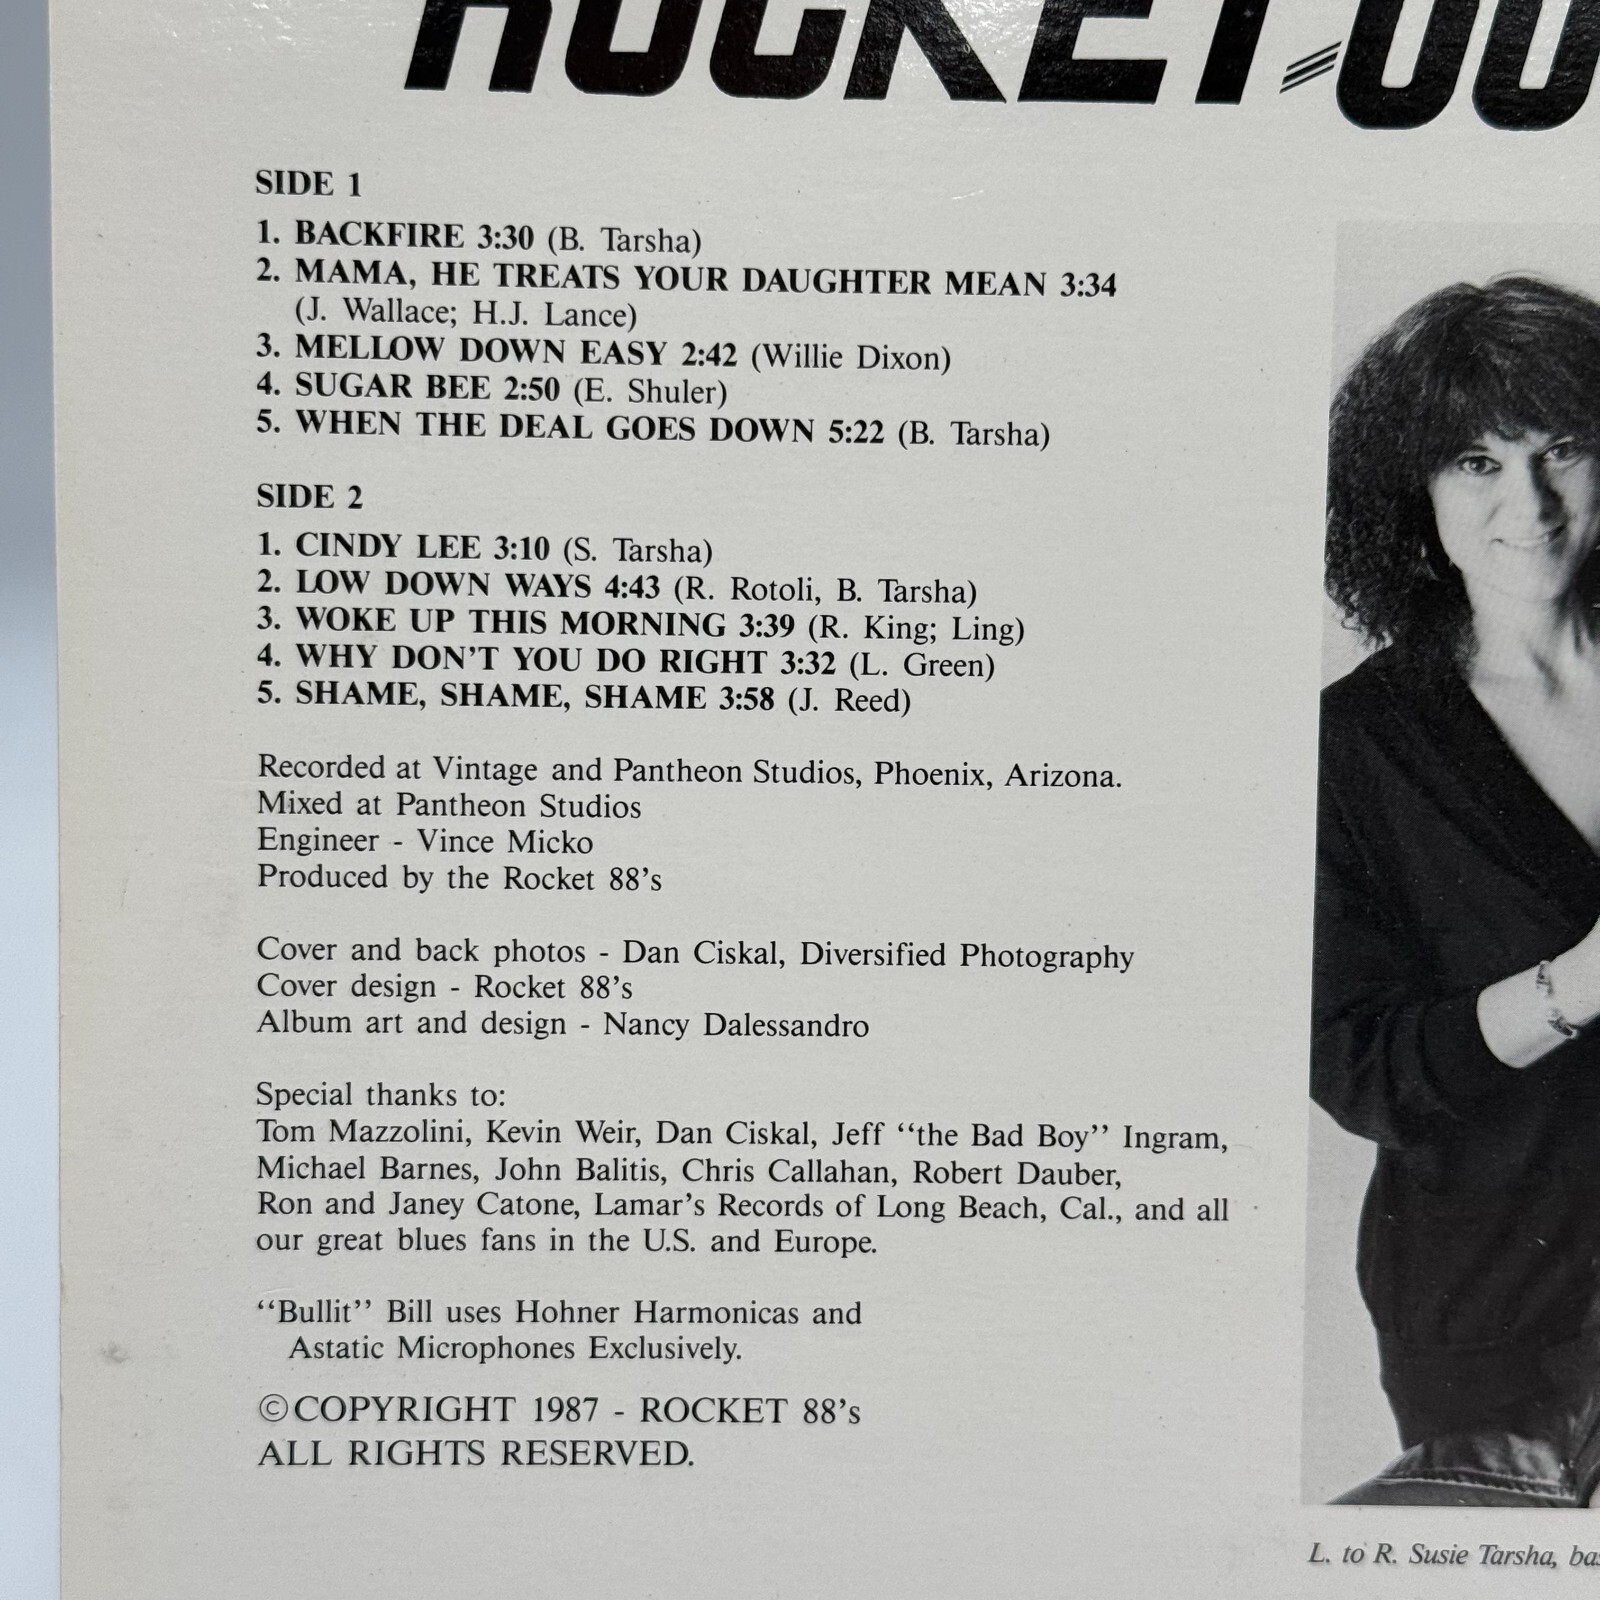 ROCKET 88
SIDE 1
1. BACKFIRE 3:30 (B. Tarsha)
2. MAMA, HE TREATS YOUR DAUGHTER MEAN 3:34
(J. Wallace; H.J. Lance)
3. MELLOW DOWN EASY 2:42 (Willie Dixon)
4. SUGAR BEE 2:50 (E. Shuler)
5. WHEN THE DEAL GOES DOWN 5:22 (B. Tarsha)
SIDE 2
1. CINDY LEE 3:10 (S. Tarsha)
2. LOW DOWN WAYS 4:43 (R. Rotoli, B. Tarsha)
3. WOKE UP THIS MORNING 3:39 (R. King; Ling)
4. WHY DON'T YOU DO RIGHT 3:32 (L. Green)
5. SHAME, SHAME, SHAME 3:58 (J. Reed)
Recorded at Vintage and Pantheon Studios, Phoenix, Arizona.
Mixed at Pantheon Studios
Engineer - Vince Micko
Produced by the Rocket 88's
Cover and back photos - Dan Ciskal, Diversified Photography
Cover design - Rocket 88's
Album art and design - Nancy Dalessandro
Special thanks to:
Tom Mazzolini, Kevin Weir, Dan Ciskal, Jeff “the Bad Boy” Ingram,
Michael Barnes, John Balitis, Chris Callahan, Robert Dauber,
Ron and Janey Catone, Lamar's Records of Long Beach, Cal., and all
our great blues fans in the U.S. and Europe.
“Bullit” Bill uses Hohner Harmonicas and
Astatic Microphones Exclusively.
©COPYRIGHT 1987 - ROCKET 88's
ALL RIGHTS RESERVED.
L. to R. Susie Tarsha,